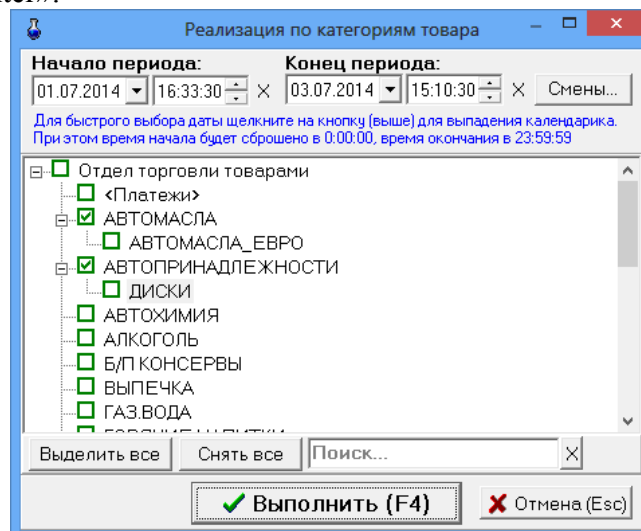 Реализация по категориям товара
Начало периода: Конец периода:
01.07.2014 16:33:30 X 03.07.2014 15:10:30 X Смены...
Для быстрого выбора даты щелкните на кнопку (выше) для выпадения календарика.
При этом время начала будет сброшено в 0:00:00, время окончания в 23:59:59
Отдел торговли товарами
<Платежи>
АВТОМАСЛА
АВТОМАСЛА_ЕВРО
АВТОПРИНАДЛЕЖНОСТИ
ДИСКИ
АВТОХИМИЯ
АЛКОГОЛЬ
Б/П КОНСЕРВЫ
ВЫПЕЧКА
ГАЗ.ВОДА
Выделить все Снять все Поиск... X
Выполнить (F4) Отмена (Esc)